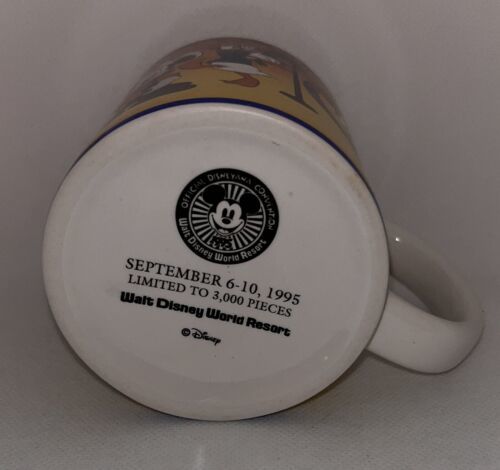 OFFICIAL DISNEYANA CONVENTION
Walt Disney World Resort
SEPTEMBER 6-10, 1995
LIMITED TO 3,000 PIECES
Walt Disney World Resort
© Disney